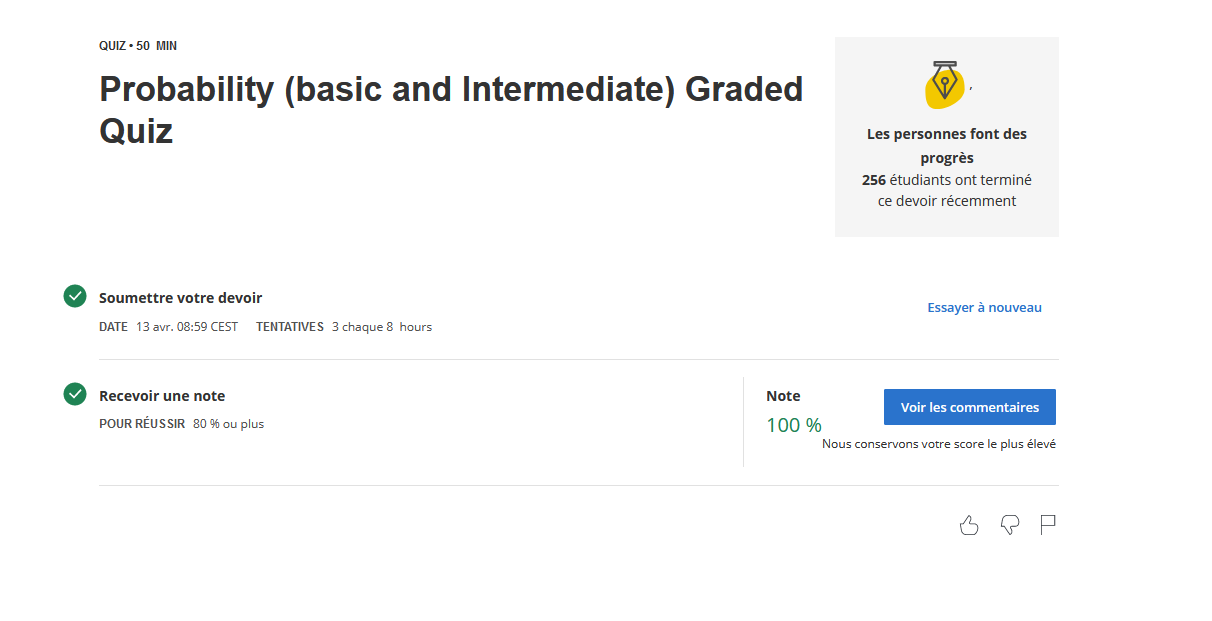 QUIZ • 50 MIN
Probability (basic and Intermediate) Graded
Quiz
,
Les personnes font des
progrès
256 étudiants ont terminé
ce devoir récemment
Soumettre votre devoir
DATE 13 avr. 08:59 CEST TENTATIVES 3 chaque 8 hours
Essayer à nouveau
Recevoir une note
POUR RÉUSSIR 80 % ou plus
Note
100 %
Voir les commentaires
Nous conservons votre score le plus élevé